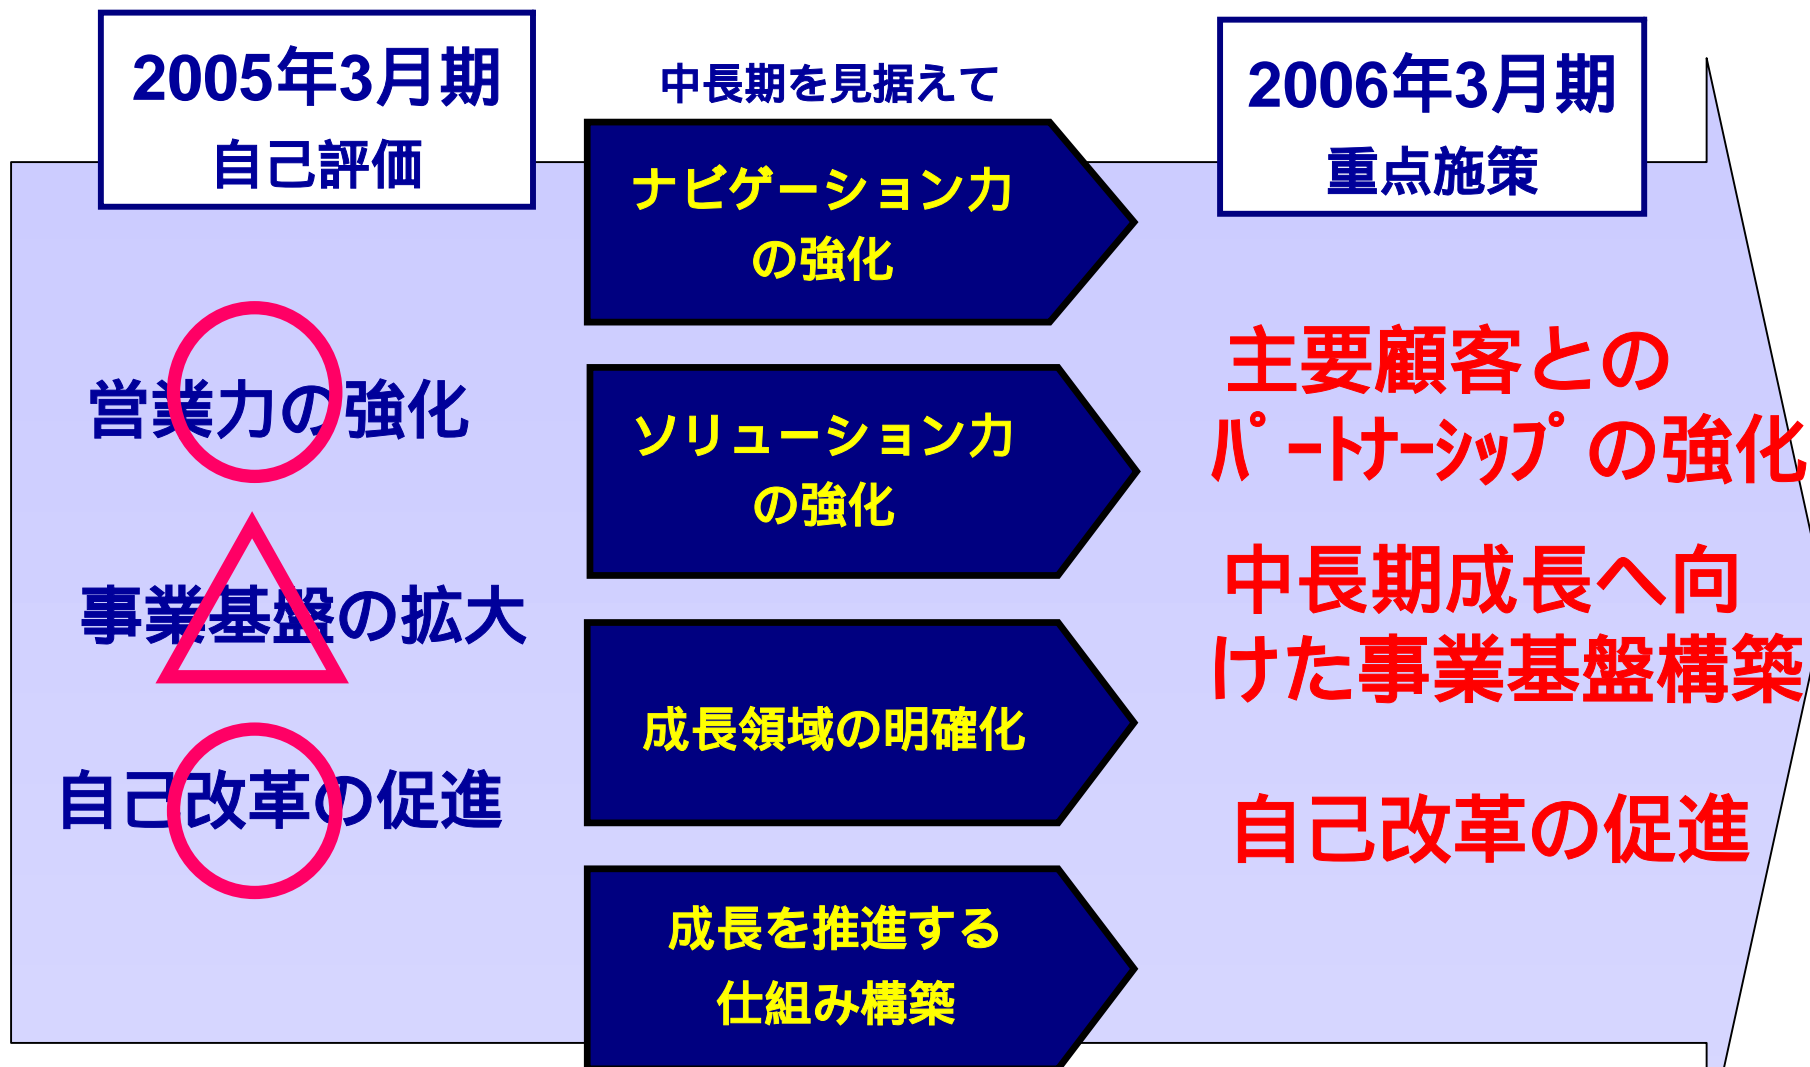 2005年3月期
自己評価
営業力の強化
事業基盤の拡大
自己改革の促進
中長期を見据えて
ナビゲーション力
の強化
ソリューション力
の強化
成長領域の明確化
成長を推進する
仕組み構築
2006年3月期
重点施策
主要顧客との
ﾊﾟｰﾄﾅｰｼｯﾌﾟの強化
中長期成長へ向
けた事業基盤構築
自己改革の促進